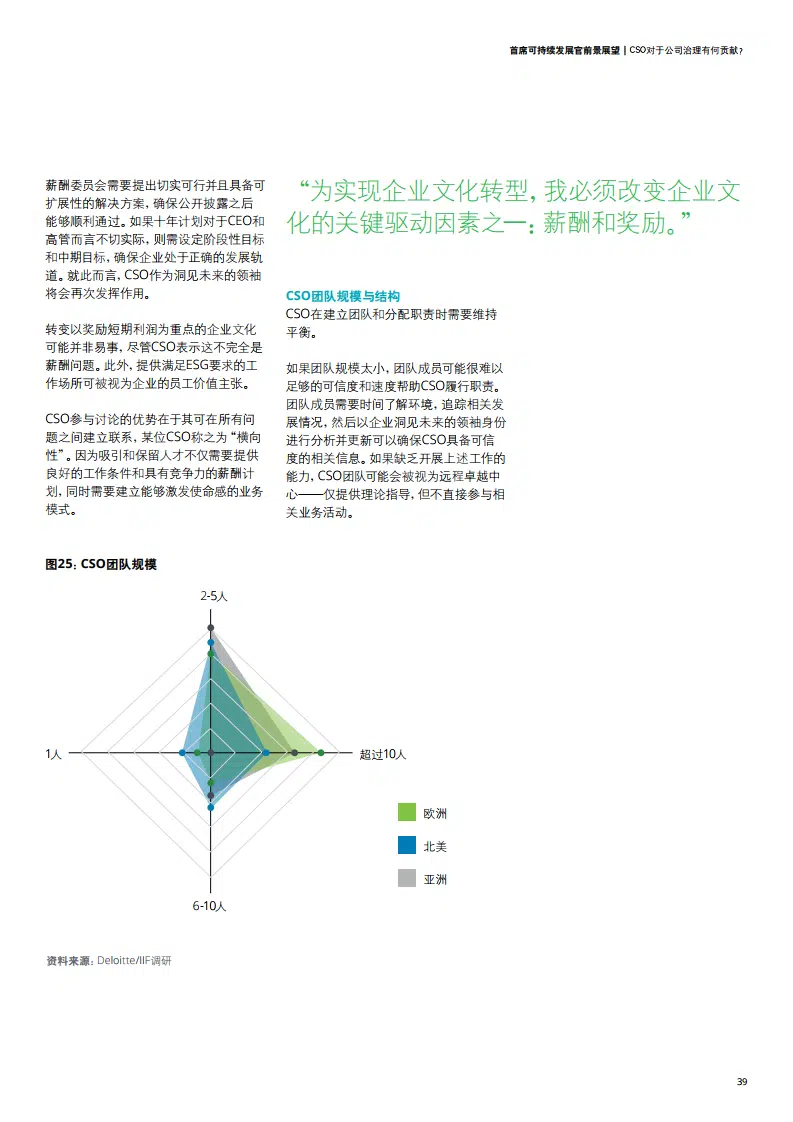 首席可持续发展官前景展望 | CSO对于公司治理有何贡献？
薪酬委员会需要提出切实可行并且具备可
扩展性的解决方案，确保公开披露之后
能够顺利通过。如果十年计划对于CEO和
高管而言不切实际，则需设定阶段性目标
和中期目标，确保企业处于正确的发展轨
道。就此而言，CSO作为洞见未来的领袖
将会再次发挥作用。
转变以奖励短期利润为重点的企业文化
可能并非易事，尽管CSO表示这不完全是
薪酬问题。此外，提供满足ESG要求的工
作场所可被视为企业的员工价值主张。
CSO参与讨论的优势在于其可在所有问
题之间建立联系，某位CSO称之为“横向
性”。因为吸引和保留人才不仅需要提供
良好的工作条件和具有竞争力的薪酬计
划，同时需要建立能够激发使命感的业务
模式。
“为实现企业文化转型，我必须改变企业文
化的关键驱动因素之一：薪酬和奖励。”
CSO团队规模与结构
CSO在建立团队和分配职责时需要维持
平衡。
如果团队规模太小，团队成员可能很难以
足够的可信度和速度帮助CSO履行职责。
团队成员需要时间了解环境，追踪相关发
展情况，然后以企业洞见未来的领袖身份
进行分析并更新可以确保CSO具备可信
度的相关信息。如果缺乏开展上述工作的
能力，CSO团队可能会被视为远程卓越中
心——仅提供理论指导，但不直接参与相
关业务活动。
图25：CSO团队规模
2-5人
1人
超过10人
6-10人
欧洲
北美
亚洲
资料来源：Deloitte/IIF调研
39